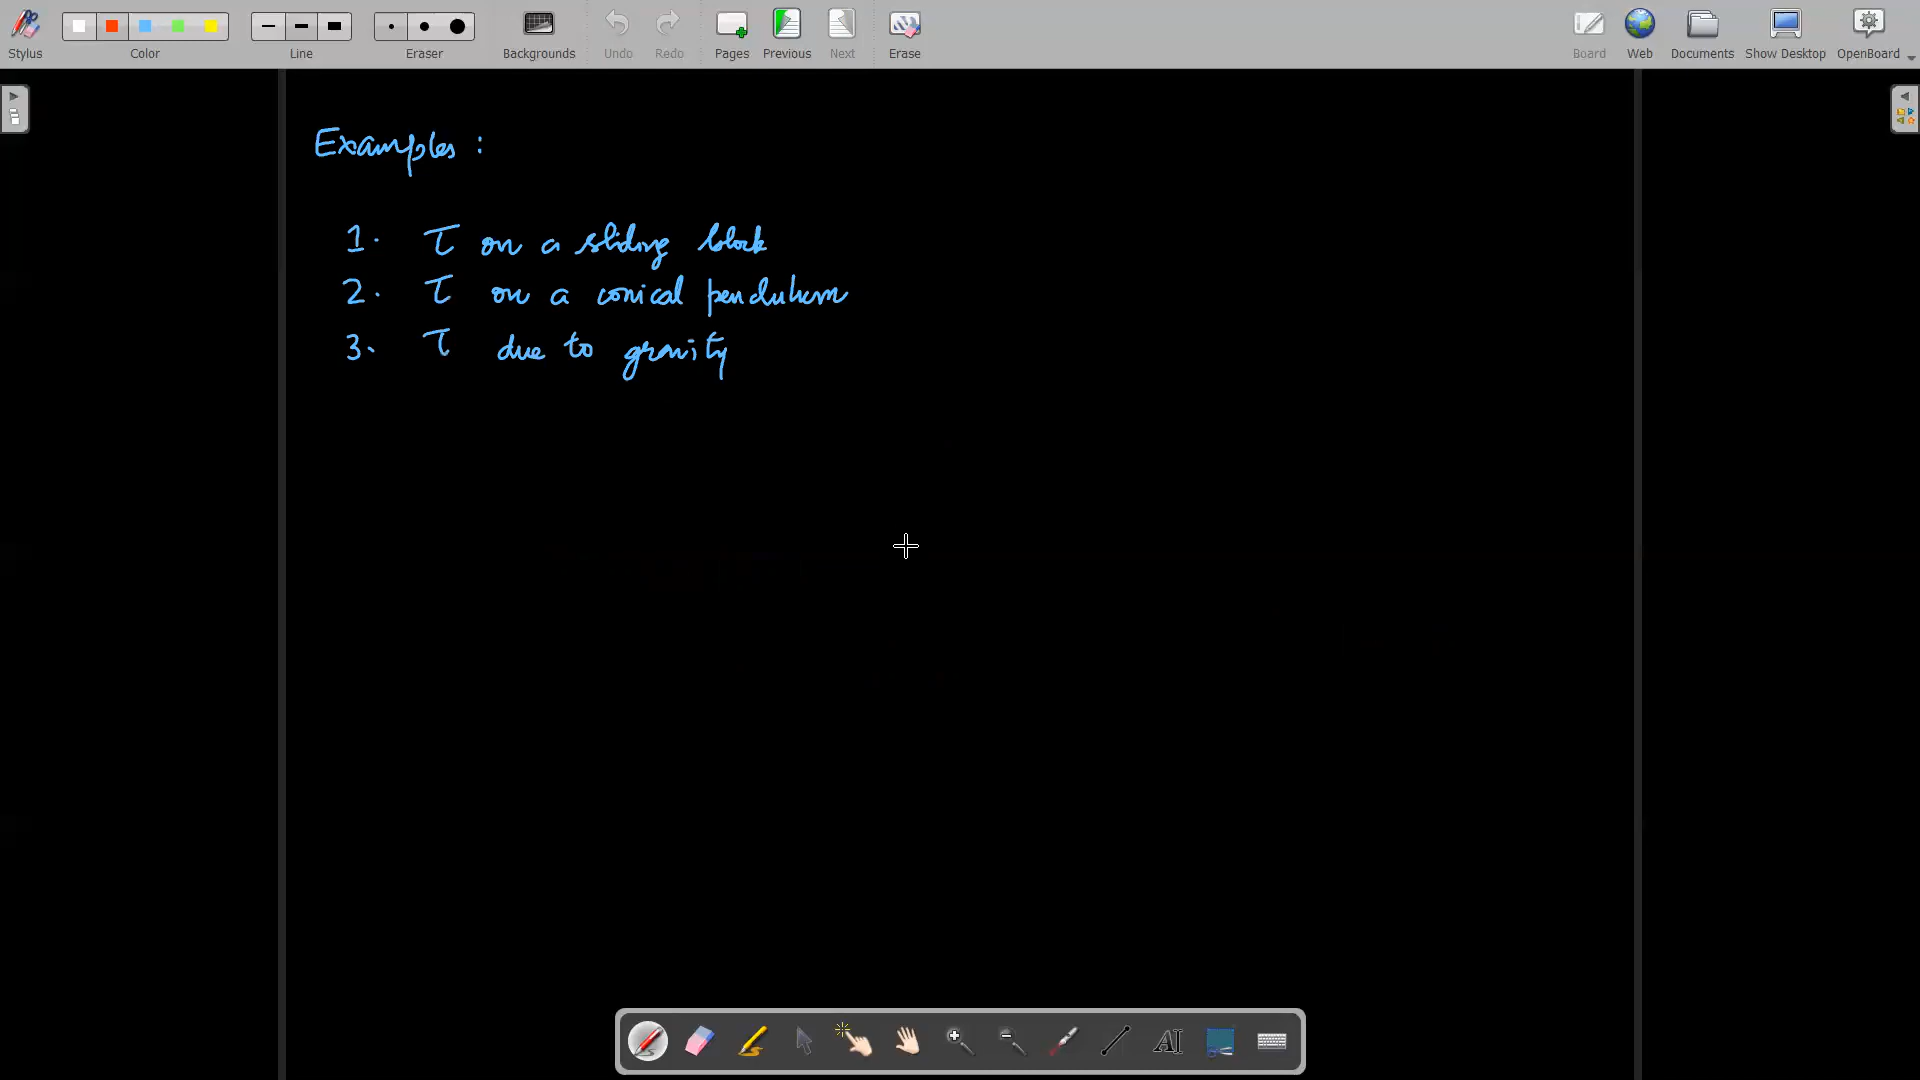 Stylus Color Line Eraser Backgrounds Undo Redo Pages Previous Next Erase Board Web Documents Show Desktop OpenBoard
Examples :
1. τ on a sliding block
2. τ on a conical pendulum
3. τ due to gravity
AI